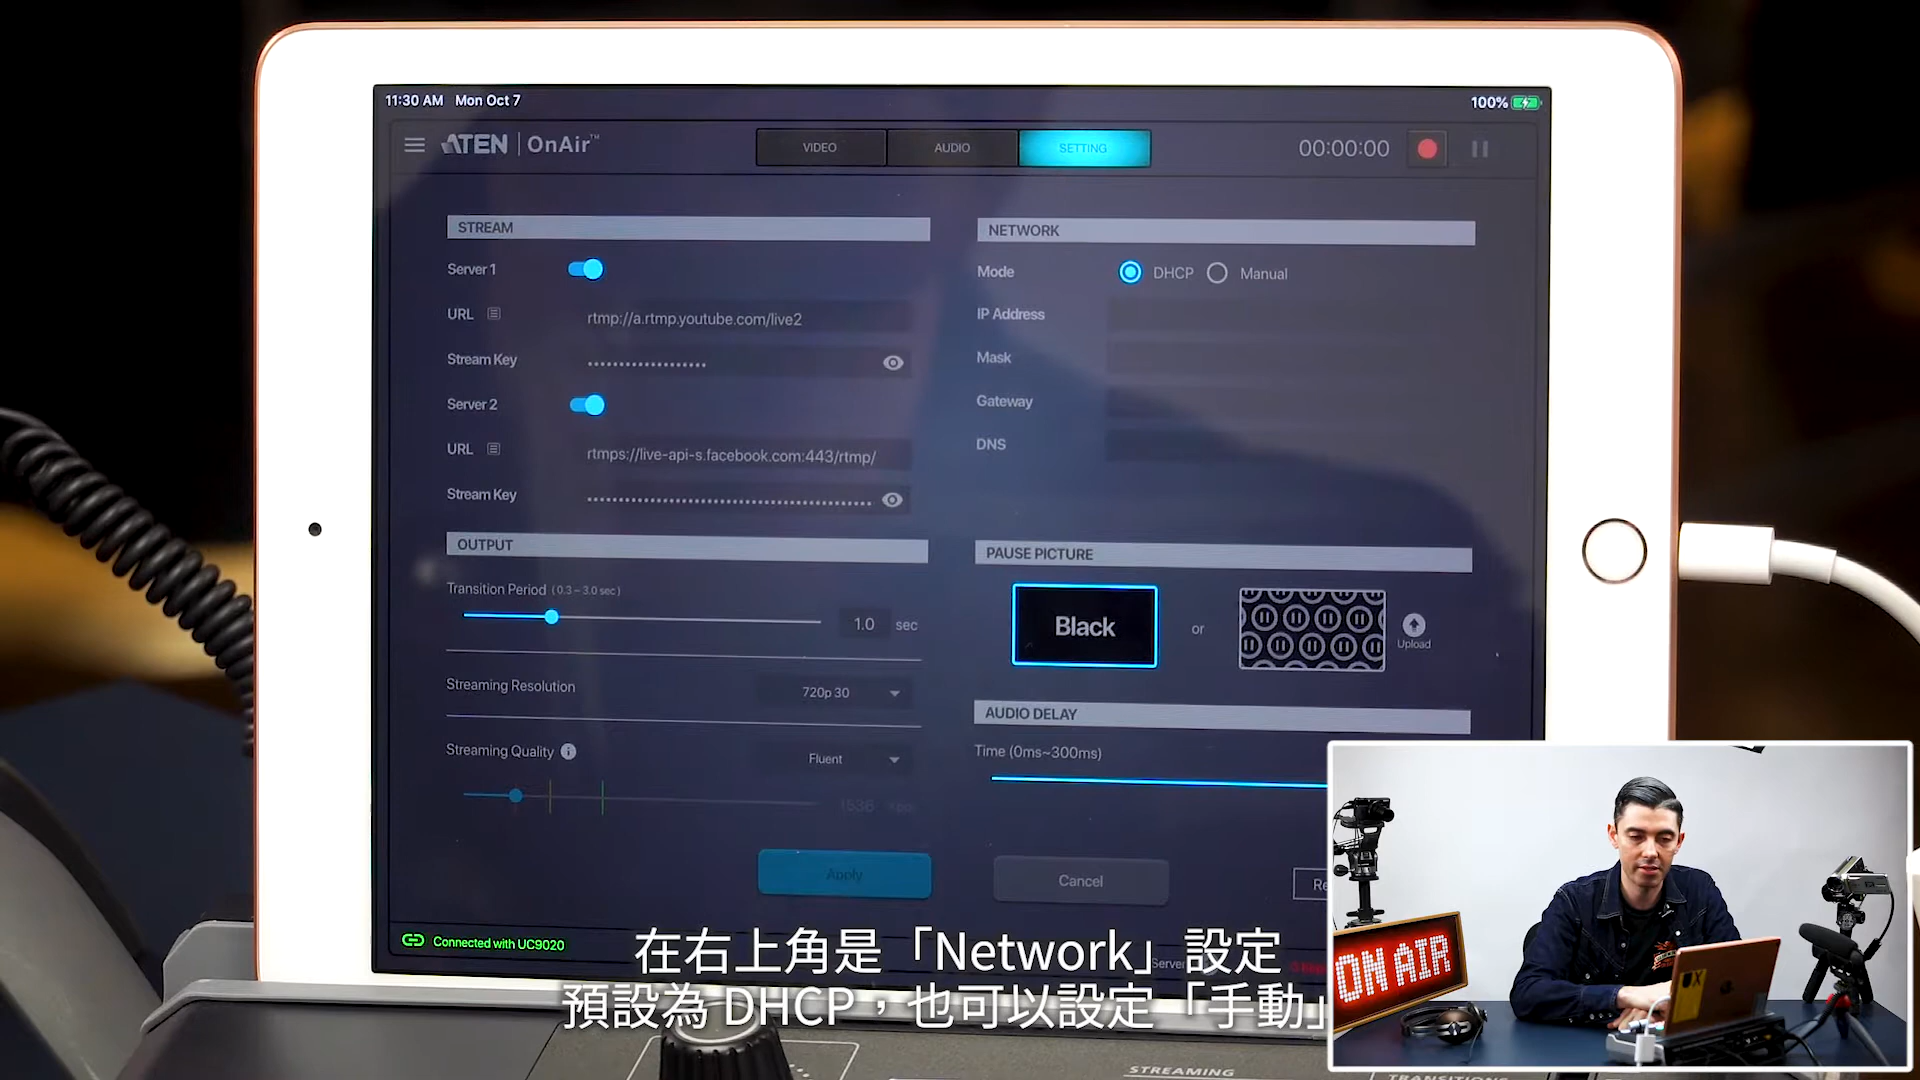 11:30 AM Mon Oct 7
100%
ATEN OnAir™
VIDEO
AUDIO
SETTING
00:00:00
STREAM
Server 1
URL
rtmp://a.rtmp.youtube.com/live2
Stream Key
Server 2
URL
rtmps://live-api-s.facebook.com:443/rtmp/
Stream Key
NETWORK
Mode
DHCP
Manual
IP Address
Mask
Gateway
DNS
OUTPUT
Transition Period (0.3 – 3.0 sec)
1.0 sec
Streaming Resolution
720p 30
Streaming Quality
Fluent
1536
PAUSE PICTURE
Black
or
Upload
AUDIO DELAY
Time (0ms~300ms)
Apply
Cancel
Connected with UC9020
Server
在右上角是「Network」設定
預設為 DHCP，也可以設定「手動」
ON AIR
STREAMING
TRANSITIONS